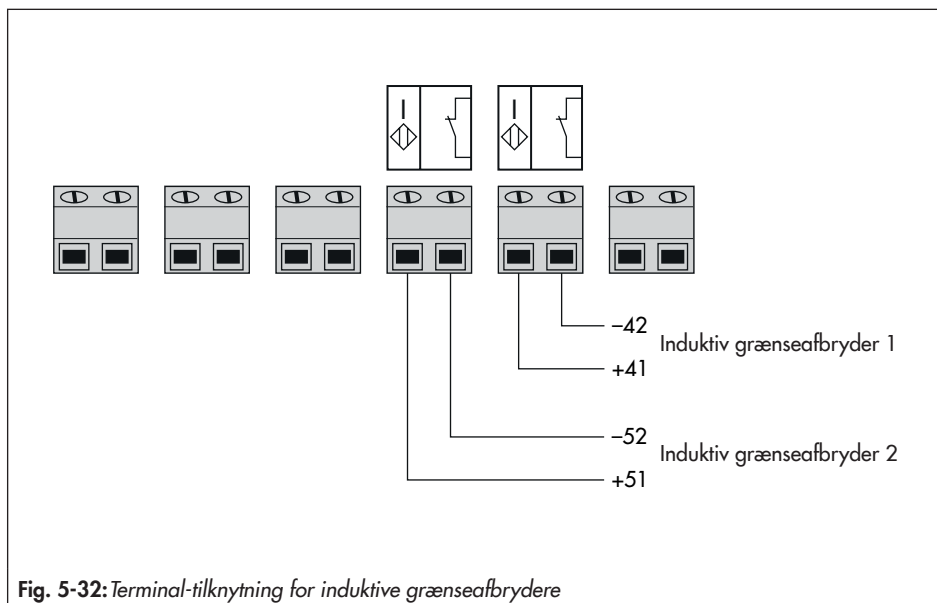 –42
Induktiv grænseafbryder 1
+41
–52
Induktiv grænseafbryder 2
+51
Fig. 5-32: Terminal-tilknytning for induktive grænseafbrydere